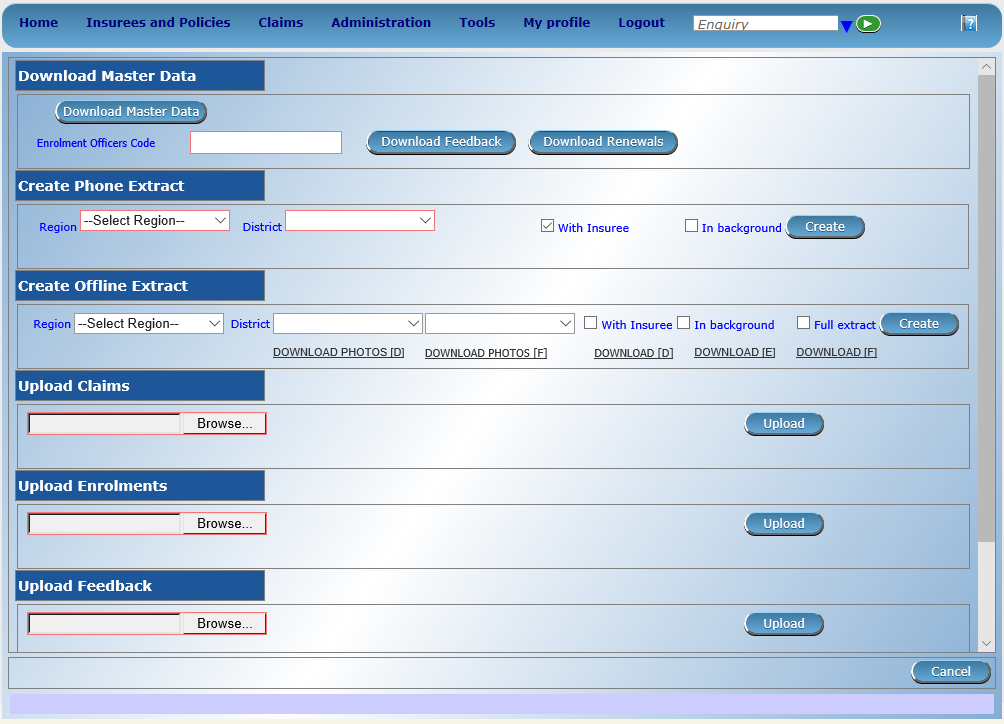 Home Insurees and Policies Claims Administration Tools My profile Logout Enquiry ?
Download Master Data
Download Master Data
Enrolment Officers Code Download Feedback Download Renewals
Create Phone Extract
Region --Select Region-- District With Insuree In background Create
Create Offline Extract
Region --Select Region-- District With Insuree In background Full extract Create
DOWNLOAD PHOTOS [D] DOWNLOAD PHOTOS [F] DOWNLOAD [D] DOWNLOAD [E] DOWNLOAD [F]
Upload Claims
Browse... Upload
Upload Enrolments
Browse... Upload
Upload Feedback
Browse... Upload
Cancel